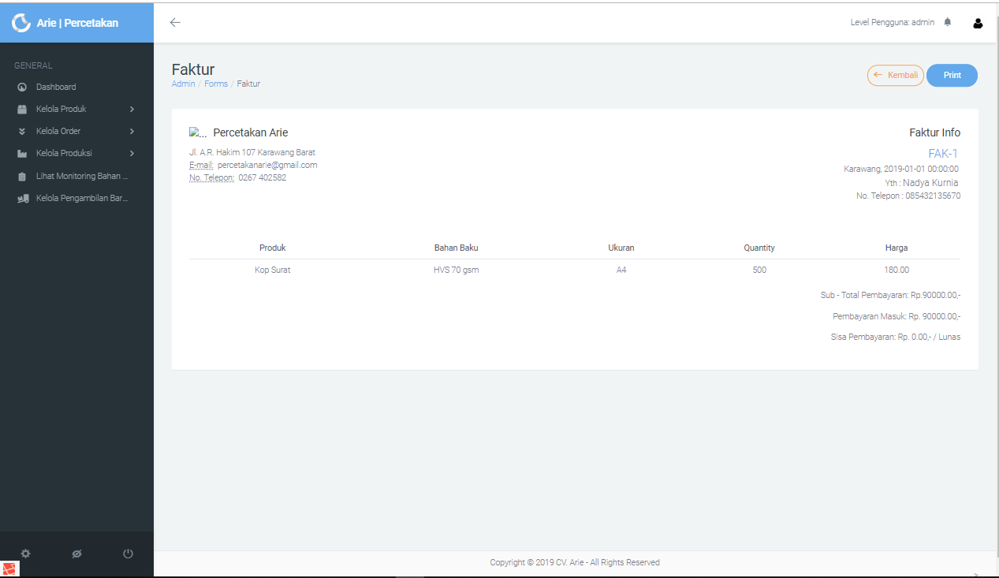 Arie | Percetakan
Level Pengguna: admin
GENERAL
Dashboard
Kelola Produk
Kelola Order
Kelola Produksi
Lihat Monitoring Bahan ...
Kelola Pengambilan Bar...
Faktur
Admin / Forms / Faktur
Kembali
Print
... Percetakan Arie
Jl. A.R. Hakim 107 Karawang Barat
E-mail: percetakanarie@gmail.com
No. Telepon: 0267 402582
Faktur Info
FAK-1
Karawang, 2019-01-01 00:00:00
Yth : Nadya Kurnia
No. Telepon : 085432135670
Produk Bahan Baku Ukuran Quantity Harga
Kop Surat HVS 70 gsm A4 500 180.00
Sub - Total Pembayaran: Rp.90000.00,-
Pembayaran Masuk: Rp. 90000.00,-
Sisa Pembayaran: Rp. 0.00,- / Lunas
Copyright © 2019 CV. Arie - All Rights Reserved